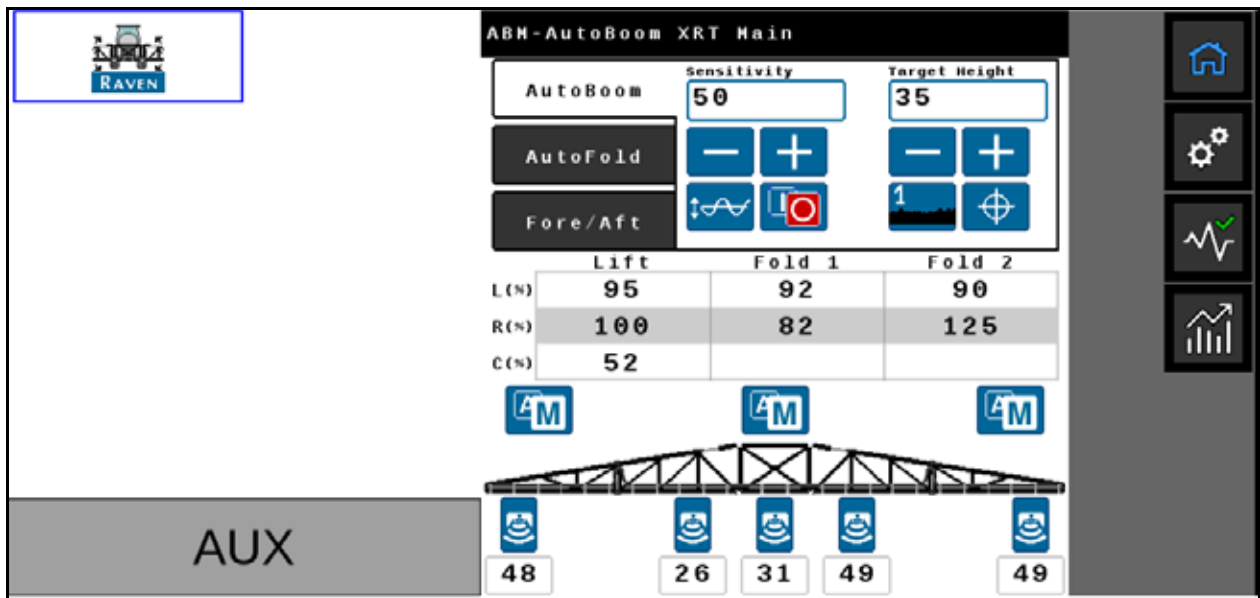 RAVEN
ABM-AutoBoom XRT Main
Sensitivity Target Height
AutoBoom 50 35
AutoFold
1
Fore/Aft
Lift Fold 1 Fold 2
L(%) 95 92 90
R(%) 100 82 125
C(%) 52
AM AM AM
AUX
48 26 31 49 49